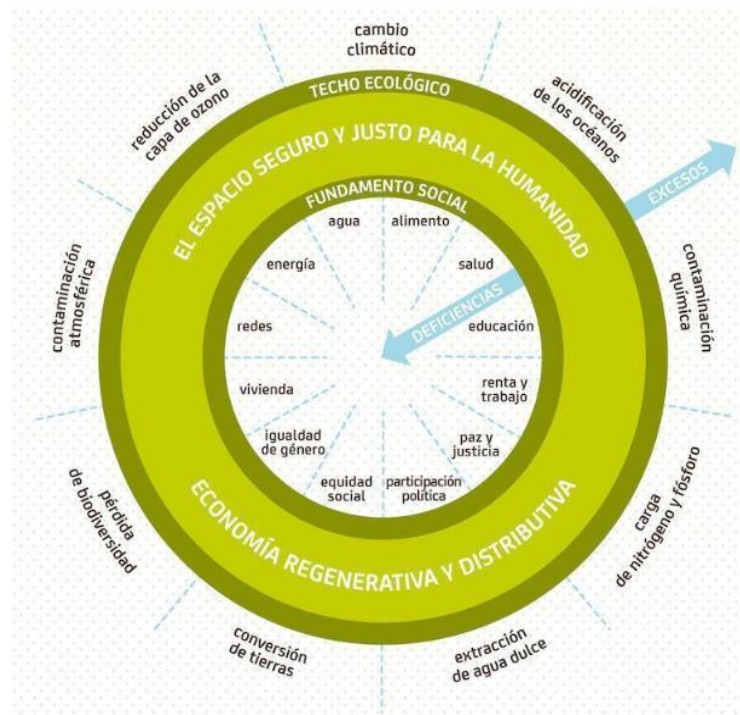 cambio
climático
TECHO ECOLÓGICO
reducción de la
capa de ozono
acidificación
de los océanos
EL ESPACIO SEGURO Y JUSTO PARA LA HUMANIDAD
EXCESOS
FUNDAMENTO SOCIAL
agua
alimento
energía
salud
contaminación
atmosférica
contaminación
química
DEFICIENCIAS
redes
educación
vivienda
renta y
trabajo
igualdad
de género
paz y
justicia
equidad
social
participación
política
pérdida
de biodiversidad
carga
de nitrógeno y fósforo
ECONOMÍA REGENERATIVA Y DISTRIBUTIVA
conversión
de tierras
extracción
de agua dulce